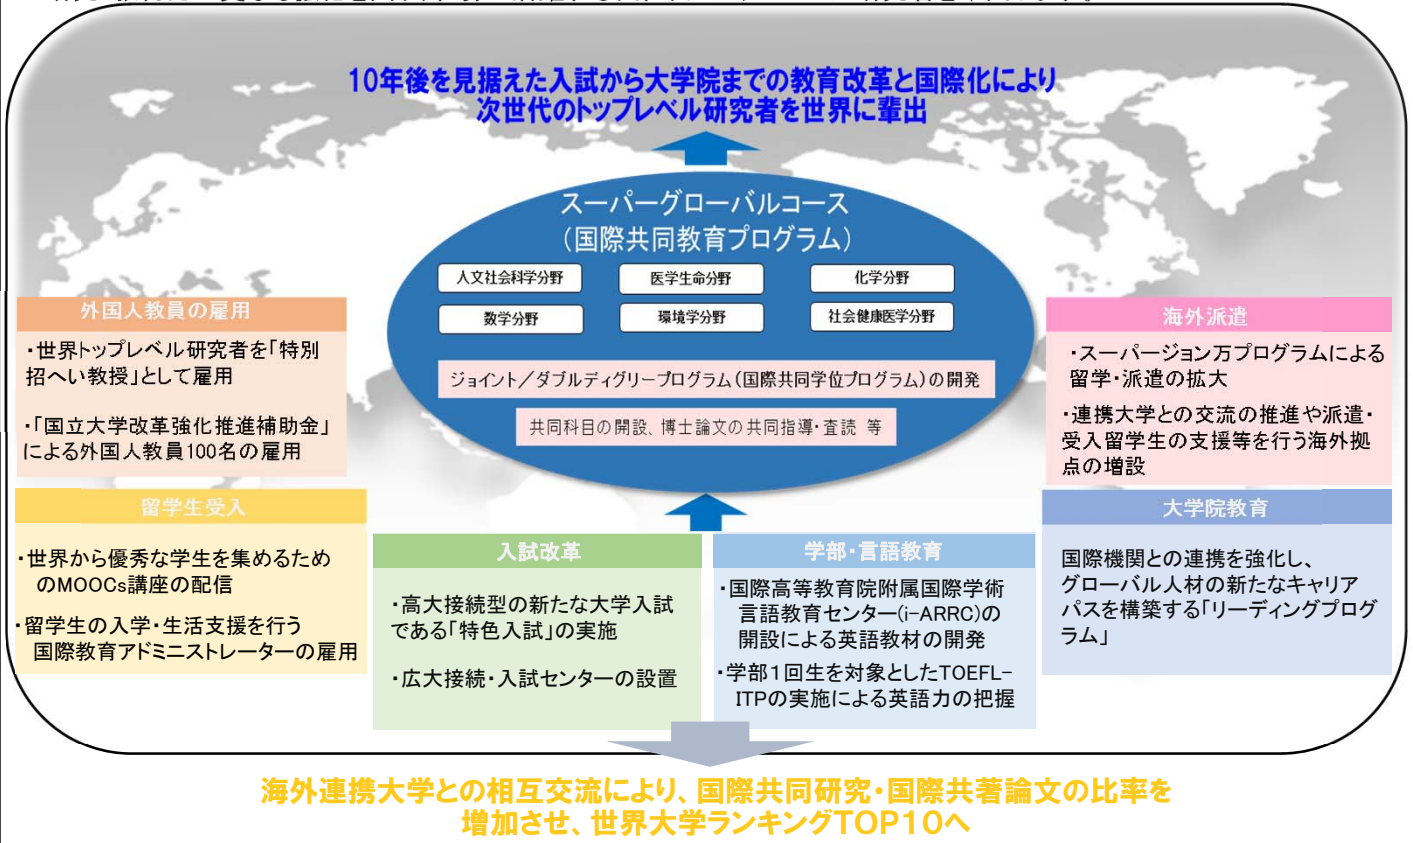 10年後を見据えた入試から大学院までの教育改革と国際化により
次世代のトップレベル研究者を世界に輩出
スーパーグローバルコース
（国際共同教育プログラム）
人文社会科学分野
医学生命分野
化学分野
数学分野
環境学分野
社会健康医学分野
ジョイント／ダブルディグリープログラム（国際共同学位プログラム）の開発
共同科目の開設、博士論文の共同指導・査読 等
外国人教員の雇用
・世界トップレベル研究者を「特別
招へい教授」として雇用
・「国立大学改革強化推進補助金」
による外国人教員100名の雇用
留学生受入
・世界から優秀な学生を集めるため
のMOOCs講座の配信
・留学生の入学・生活支援を行う
国際教育アドミニストレーターの雇用
入試改革
・高大接続型の新たな大学入試
である「特色入試」の実施
・広大接続・入試センターの設置
学部・言語教育
・国際高等教育院附属国際学術
言語教育センター(i-ARRC)の
開設による英語教材の開発
・学部１回生を対象としたTOEFL-
ITPの実施による英語力の把握
海外派遣
・スーパージョン万プログラムによる
留学・派遣の拡大
・連携大学との交流の推進や派遣・
受入留学生の支援等を行う海外拠
点の増設
大学院教育
国際機関との連携を強化し、
グローバル人材の新たなキャリア
パスを構築する「リーディングプログ
ラム」
海外連携大学との相互交流により、国際共同研究・国際共著論文の比率を
増加させ、世界大学ランキングTOP10へ